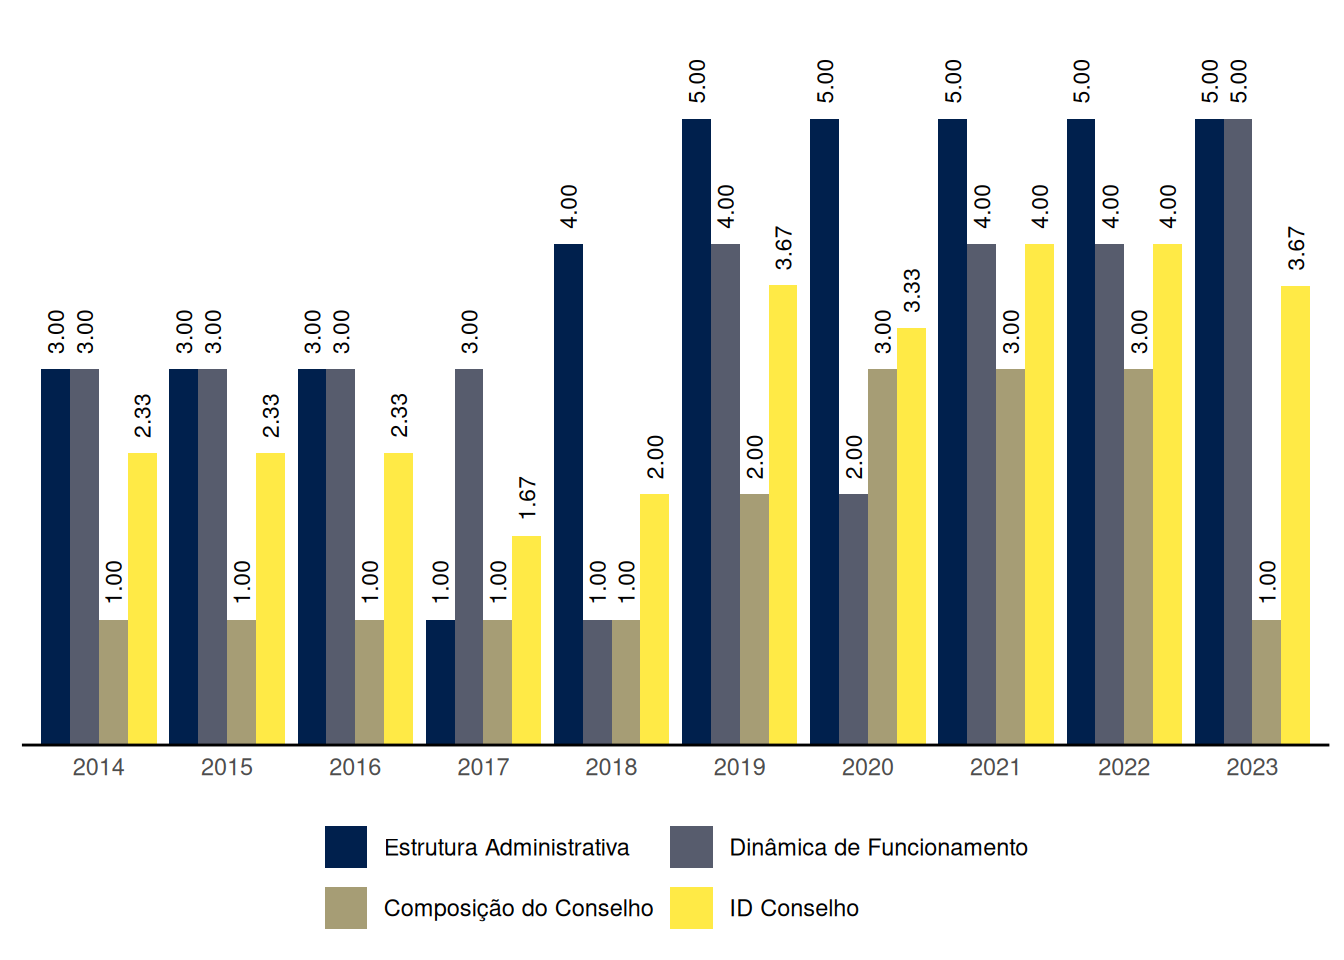 3.00 3.00 1.00 2.33
3.00 3.00 1.00 2.33
3.00 3.00 1.00 2.33
1.00 3.00 1.00 1.67
4.00 1.00 1.00 2.00
5.00 4.00 2.00 3.67
5.00 2.00 3.00 3.33
5.00 4.00 3.00 4.00
5.00 4.00 3.00 4.00
5.00 5.00 1.00 3.67
2014 2015 2016 2017 2018 2019 2020 2021 2022 2023
Estrutura Administrativa Dinâmica de Funcionamento
Composição do Conselho ID Conselho